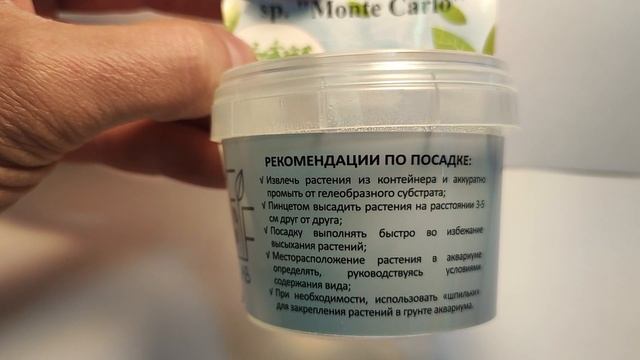 sp. "Monte Carlo"
РЕКОМЕНДАЦИИ ПО ПОСАДКЕ:
√ Извлечь растения из контейнера и аккуратно
промыть от гелеобразного субстрата;
√ Пинцетом высадить растения на расстоянии 3-5
см друг от друга;
√ Посадку выполнять быстро во избежание
высыхания растений;
√ Месторасположение растения в аквариуме
определять, руководствуясь условиями
содержания вида;
√ При необходимости, использовать «шпильки»
для закрепления растений в грунте аквариума.